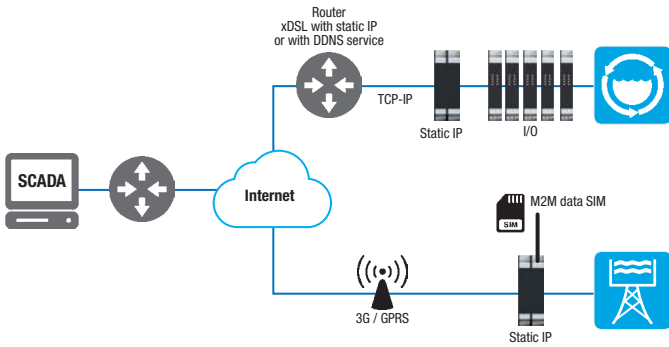 Router
xDSL with static IP
or with DDNS service
TCP-IP
Static IP
I/O
SCADA
Internet
SIM
M2M data SIM
3G / GPRS
Static IP